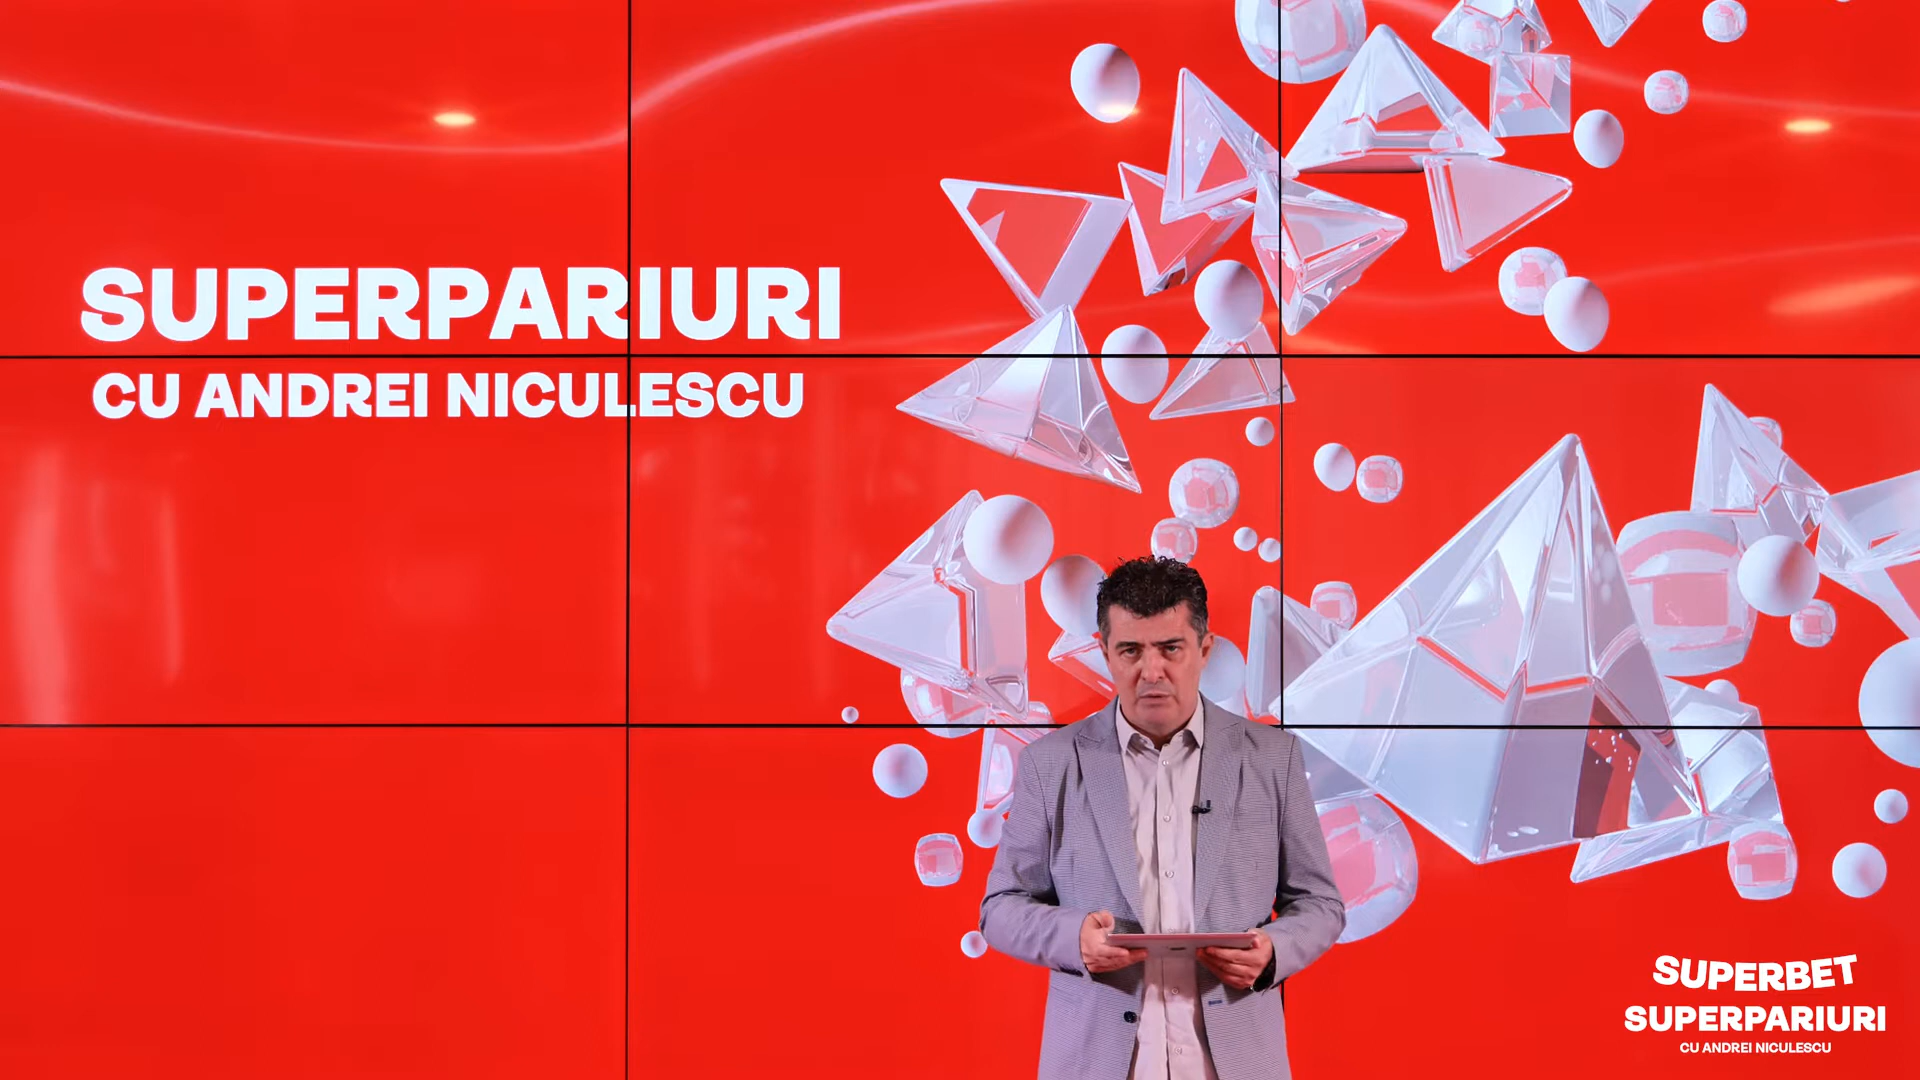 SUPERPARIURI
CU ANDREI NICULESCU
SUPERBET
SUPERPARIURI
CU ANDREI NICULESCU